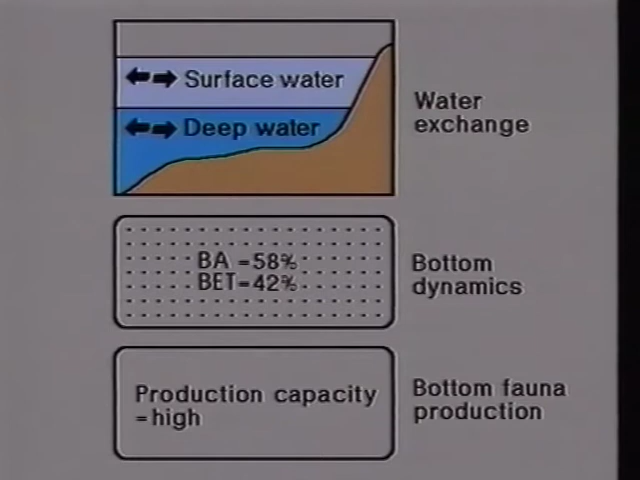 Surface water
Deep water
Water
exchange
BA =58%
BET=42%
Bottom
dynamics
Production capacity
=high
Bottom fauna
production